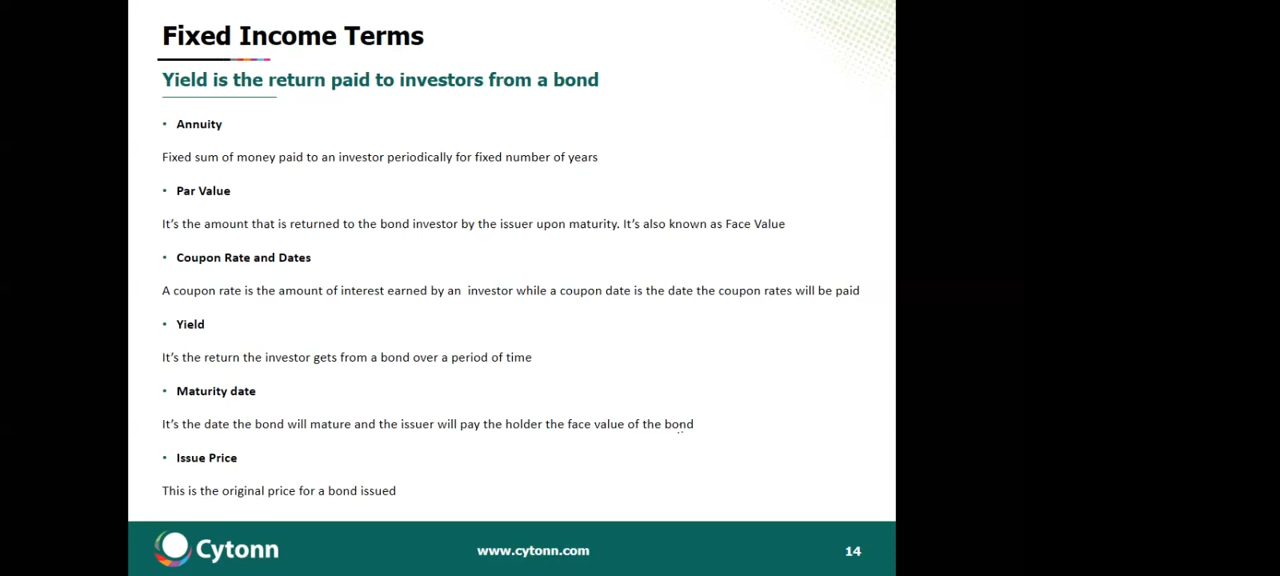 Fixed Income Terms
Yield is the return paid to investors from a bond
• Annuity
Fixed sum of money paid to an investor periodically for fixed number of years
• Par Value
It's the amount that is returned to the bond investor by the issuer upon maturity. It's also known as Face Value
• Coupon Rate and Dates
A coupon rate is the amount of interest earned by an  investor while a coupon date is the date the coupon rates will be paid
• Yield
It's the return the investor gets from a bond over a period of time
• Maturity date
It's the date the bond will mature and the issuer will pay the holder the face value of the bond
• Issue Price
This is the original price for a bond issued
Cytonn www.cytonn.com 14